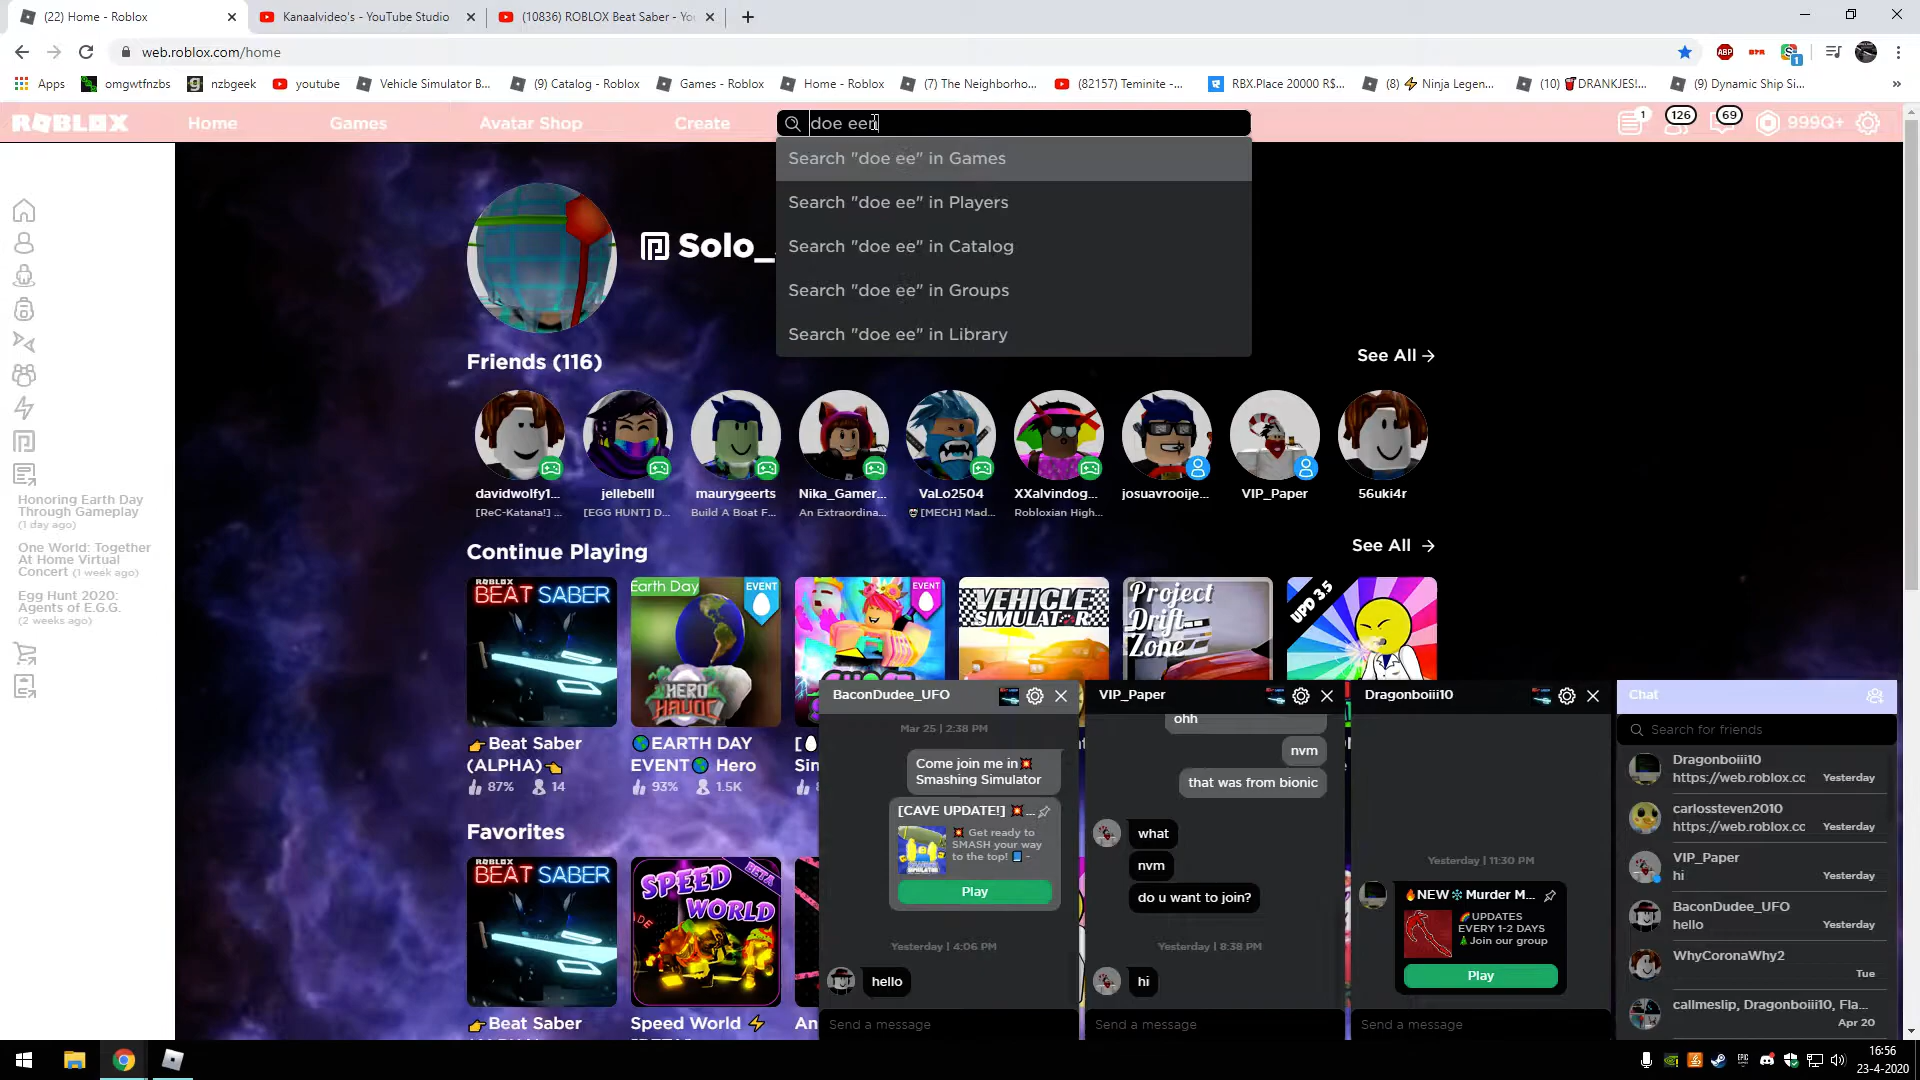 (22) Home - Roblox
Kanaalvideo's - YouTube Studio
(10836) ROBLOX Beat Saber - Yo
web.roblox.com/home
ABP
1
Apps
omgwtfnzbs
nzbgeek
youtube
Vehicle Simulator B...
(9) Catalog - Roblox
Games - Roblox
Home - Roblox
(7) The Neighborho...
(82157) Teminite -...
RBX.Place 20000 R$...
(8) ⚡ Ninja Legen...
(10) DRANKJES!...
(9) Dynamic Ship Si...
ROBLOX
Home
Games
Avatar Shop
Create
doe een
1
126
69
999Q+
Search "doe ee" in Games
Search "doe ee" in Players
Search "doe ee" in Catalog
Search "doe ee" in Groups
Search "doe ee" in Library
Solo_
Friends (116)
See All →
davidwolfy1...
[ReC-Katana!] ...
jellebelll
[EGG HUNT] D...
maurygeerts
Build A Boat F...
Nika_Gamer...
An Extraordina...
VaLo2504
[MECH] Mad...
XXalvindog...
Robloxian High...
josuavrooije...
VIP_Paper
56uki4r
Honoring Earth Day
Through Gameplay
(1 day ago)
One World: Together
At Home Virtual
Concert (1 week ago)
Egg Hunt 2020:
Agents of E.G.G.
(2 weeks ago)
Continue Playing
See All →
ROBLOX
BEAT SABER
Earth Day
EVENT
HERO
HAVOC
EVENT
VEHICLE
SIMULATOR
Project
Drift
Zone
UPD 3.5
👉Beat Saber
(ALPHA)👈
87% 14
🌎EARTH DAY
EVENT🌎 Hero
93% 1.5K
Sin
Favorites
ROBLOX
BEAT SABER
SPEED
WORLD
BETA
👉Beat Saber
Speed World ⚡
An
BaconDudee_UFO
Mar 25 | 2:38 PM
Come join me in💥
Smashing Simulator
[CAVE UPDATE!] 💥 ...
💥 Get ready to
SMASH your way
to the top! 📘 -
Play
Yesterday | 4:06 PM
hello
Send a message
VIP_Paper
ohh
nvm
that was from bionic
what
nvm
do u want to join?
Yesterday | 8:38 PM
hi
Send a message
Dragonboiii10
Yesterday | 11:30 PM
🔥NEW❄ Murder M...
🌈UPDATES
EVERY 1-2 DAYS
🎄Join our group
Play
Send a message
Chat
Search for friends
Dragonboiii10
https://web.roblox.cc Yesterday
carlossteven2010
https://web.roblox.cc Yesterday
VIP_Paper
hi Yesterday
BaconDudee_UFO
hello Yesterday
WhyCoronaWhy2
Tue
callmeslip, Dragonboiii10, Fla...
Apr 20
EPIC
16:56
23-4-2020